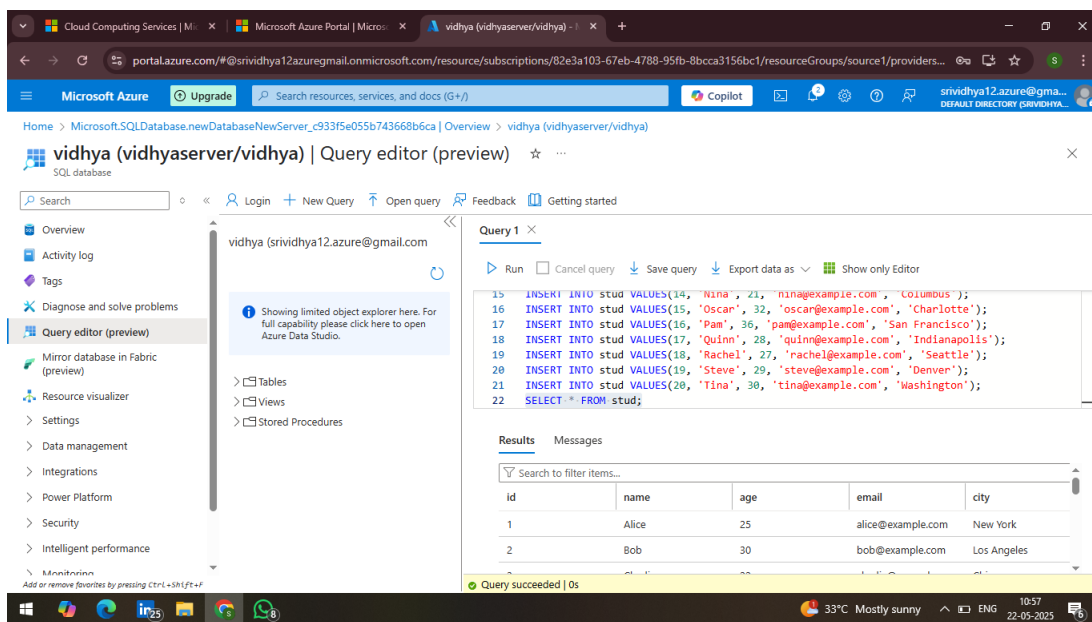 Cloud Computing Services | Mi
Microsoft Azure Portal | Micros
vidhya (vidhyaserver/vidhya) - M
portal.azure.com/#@srividhya12azuregmail.onmicrosoft.com/resource/subscriptions/82e3a103-67eb-4788-95fb-8bcca3156bc1/resourceGroups/source1/providers...
S
Microsoft Azure
Upgrade
Search resources, services, and docs (G+/)
Copilot
2
srividhya12.azure@gma...
DEFAULT DIRECTORY (SRIVIDHYA...
Home > Microsoft.SQLDatabase.newDatabaseNewServer_c933f5e055b743668b6ca | Overview > vidhya (vidhyaserver/vidhya)
vidhya (vidhyaserver/vidhya) | Query editor (preview)
SQL database
Search
Login
New Query
Open query
Feedback
Getting started
Overview
Activity log
Tags
Diagnose and solve problems
Query editor (preview)
Mirror database in Fabric
(preview)
Resource visualizer
Settings
Data management
Integrations
Power Platform
Security
Intelligent performance
Monitoring
Add or remove favorites by pressing Ctrl+Shift+F
vidhya (srividhya12.azure@gmail.com
Showing limited object explorer here. For
full capability please click here to open
Azure Data Studio.
Tables
Views
Stored Procedures
Query 1
Run
Cancel query
Save query
Export data as
Show only Editor
15 INSERT INTO stud VALUES(14, 'Nina', 21, 'nina@example.com', 'Columbus');
16 INSERT INTO stud VALUES(15, 'Oscar', 32, 'oscar@example.com', 'Charlotte');
17 INSERT INTO stud VALUES(16, 'Pam', 36, 'pam@example.com', 'San Francisco');
18 INSERT INTO stud VALUES(17, 'Quinn', 28, 'quinn@example.com', 'Indianapolis');
19 INSERT INTO stud VALUES(18, 'Rachel', 27, 'rachel@example.com', 'Seattle');
20 INSERT INTO stud VALUES(19, 'Steve', 29, 'steve@example.com', 'Denver');
21 INSERT INTO stud VALUES(20, 'Tina', 30, 'tina@example.com', 'Washington');
22 SELECT * FROM stud;
Results
Messages
Search to filter items...
id name age email city
1 Alice 25 alice@example.com New York
2 Bob 30 bob@example.com Los Angeles
Query succeeded | 0s
25
8
33°C Mostly sunny
ENG
10:57
22-05-2025
6